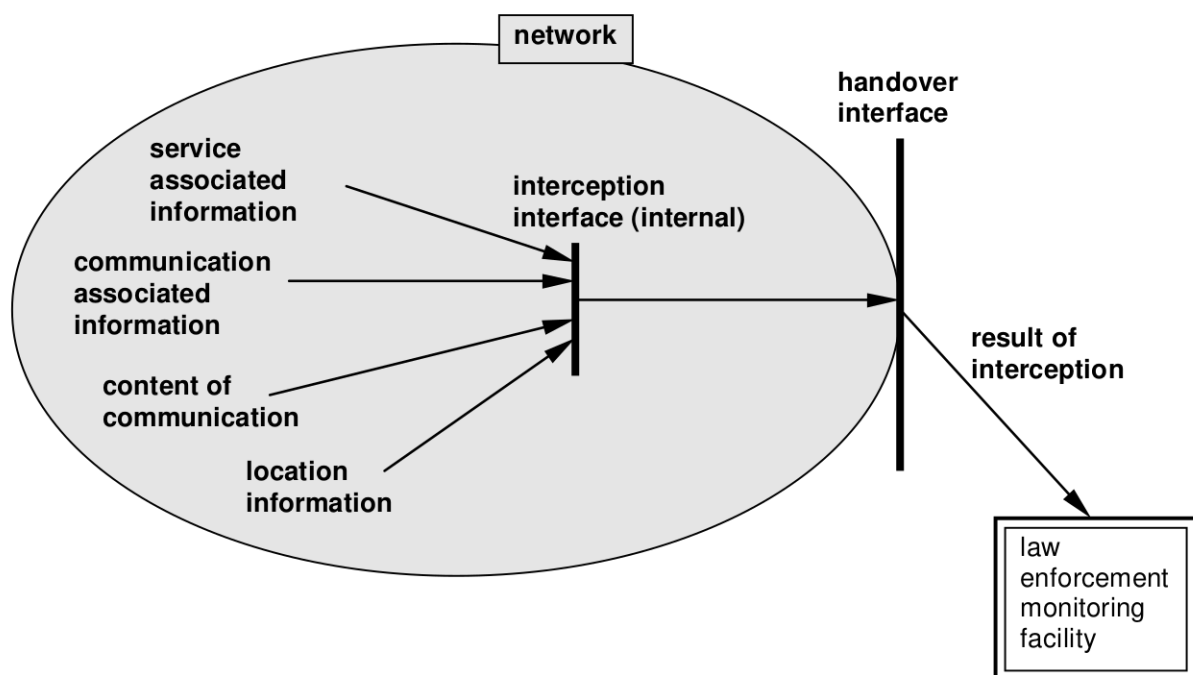 network
handover
interface
service
associated
information
interception
interface (internal)
communication
associated
information
content of
communication
location
information
result of
interception
law
enforcement
monitoring
facility